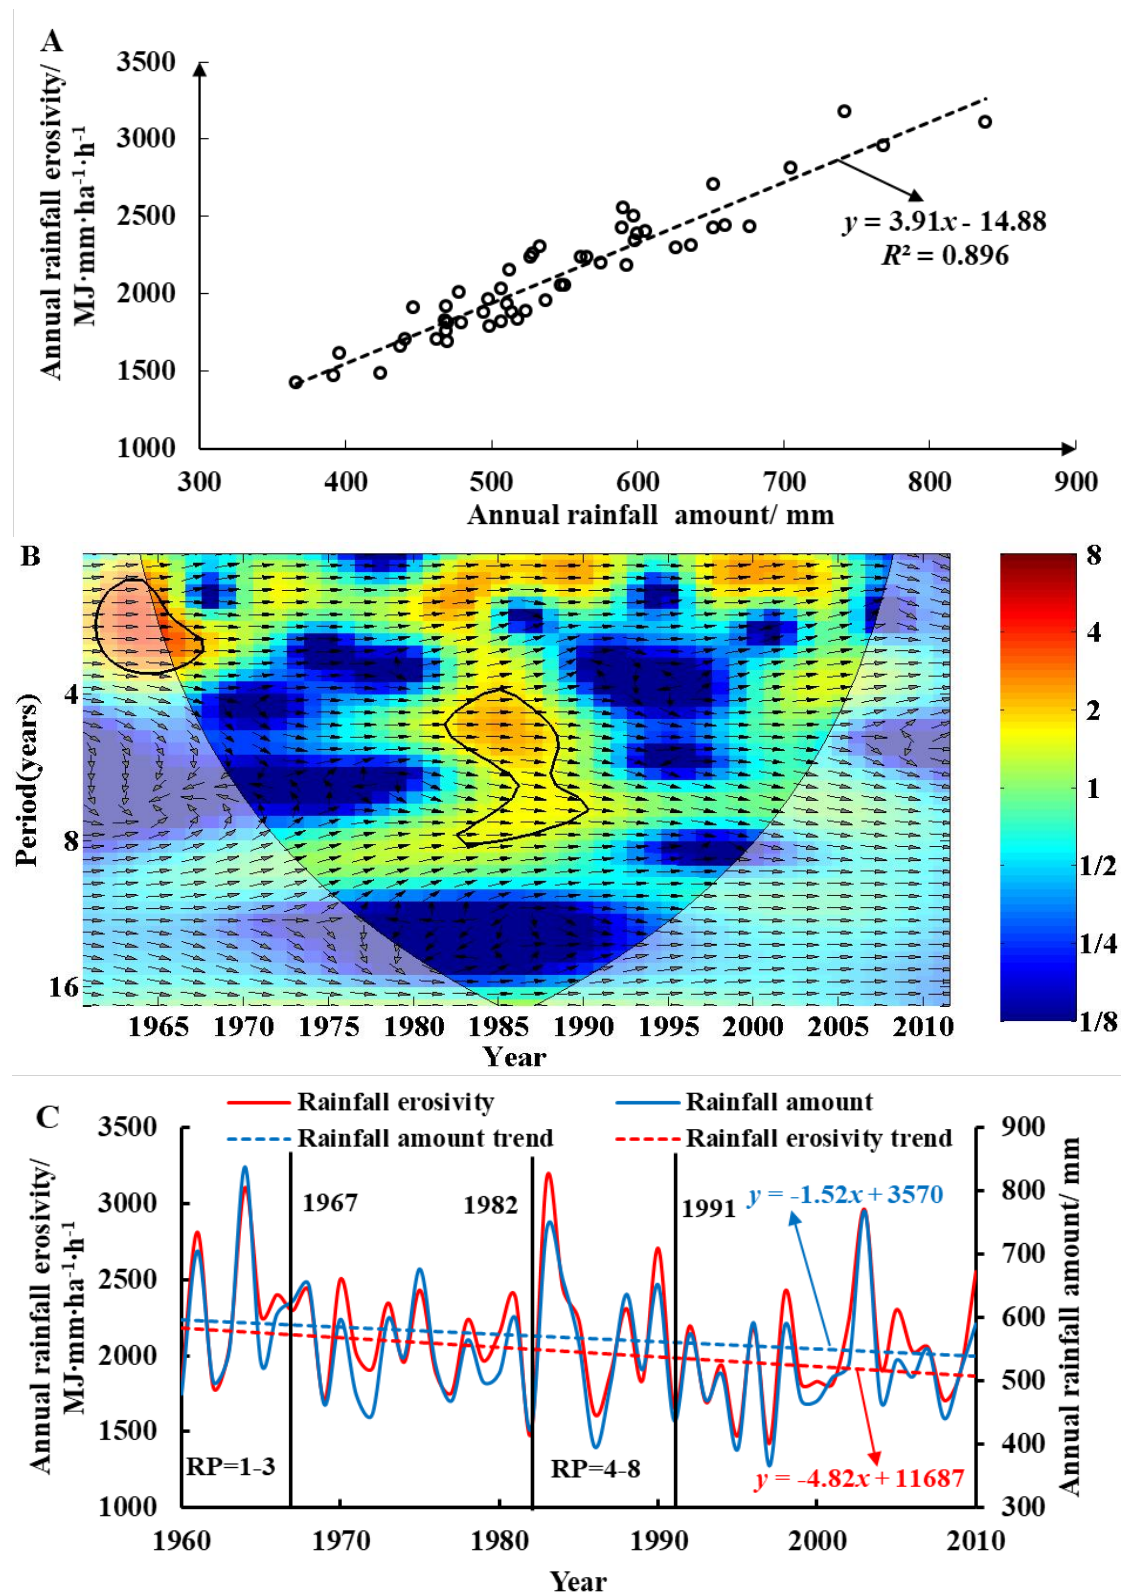 A
Annual rainfall erosivity/
MJ·mm·ha⁻¹·h⁻¹
3500
3000
2500
2000
1500
1000
y = 3.91x - 14.88
R² = 0.896
300 400 500 600 700 800 900
Annual rainfall amount/ mm
B
Period(years)
4
8
16
1965 1970 1975 1980 1985 1990 1995 2000 2005 2010
Year
8
4
2
1
1/2
1/4
1/8
C
Rainfall erosivity
Rainfall amount
Rainfall amount trend
Rainfall erosivity trend
Annual rainfall erosivity/
MJ·mm·ha⁻¹·h⁻¹
3500
3000
2500
2000
1500
1000
1967
1982
1991
y = -1.52x + 3570
RP=1-3
RP=4-8
y = -4.82x + 11687
900
800
700
600
500
400
300
Annual rainfall amount/ mm
1960 1970 1980 1990 2000 2010
Year